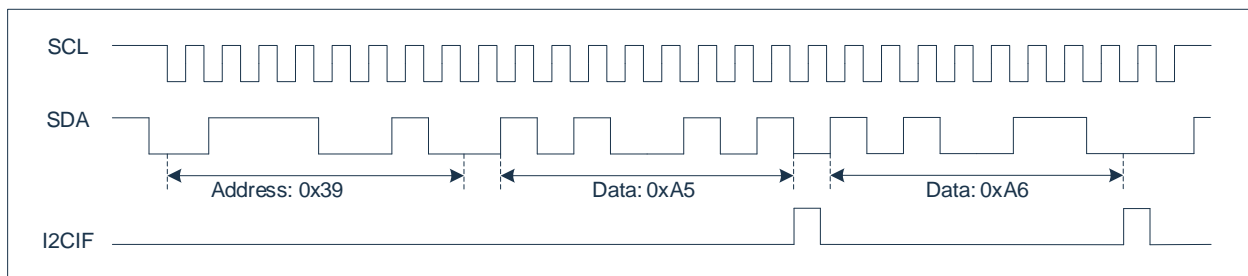 SCL
SDA
Address: 0x39 Data: 0xA5 Data: 0xA6
I2CIF